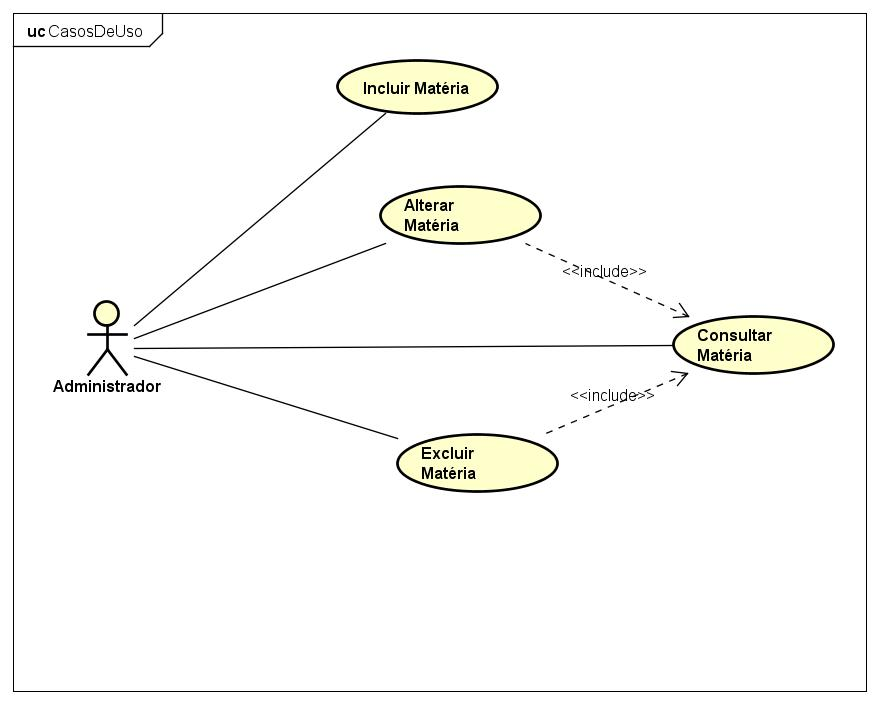 uc CasosDeUso
Incluir Matéria
Alterar
Matéria
<<include>>
Consultar
Matéria
Administrador
<<include>>
Excluir
Matéria